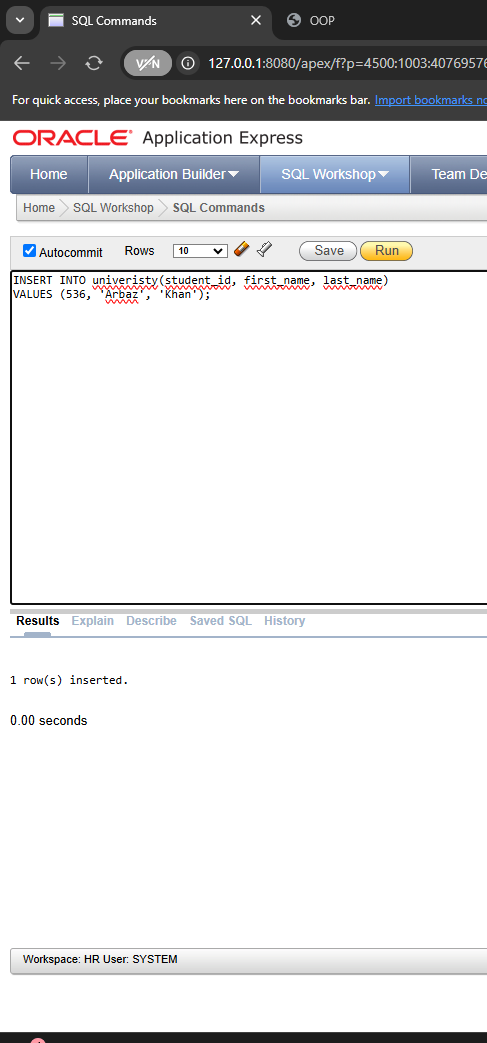 SQL Commands
OOP
VPN
127.0.0.1:8080/apex/f?p=4500:1003:4076957
For quick access, place your bookmarks here on the bookmarks bar. Import bookmarks
ORACLE® Application Express
Home Application Builder SQL Workshop Team De
Home SQL Workshop SQL Commands
Autocommit Rows 10 Save Run
INSERT INTO univeristy(student_id, first_name, last_name)
VALUES (536, 'Arbaz', 'Khan');
Results Explain Describe Saved SQL History
1 row(s) inserted.
0.00 seconds
Workspace: HR User: SYSTEM